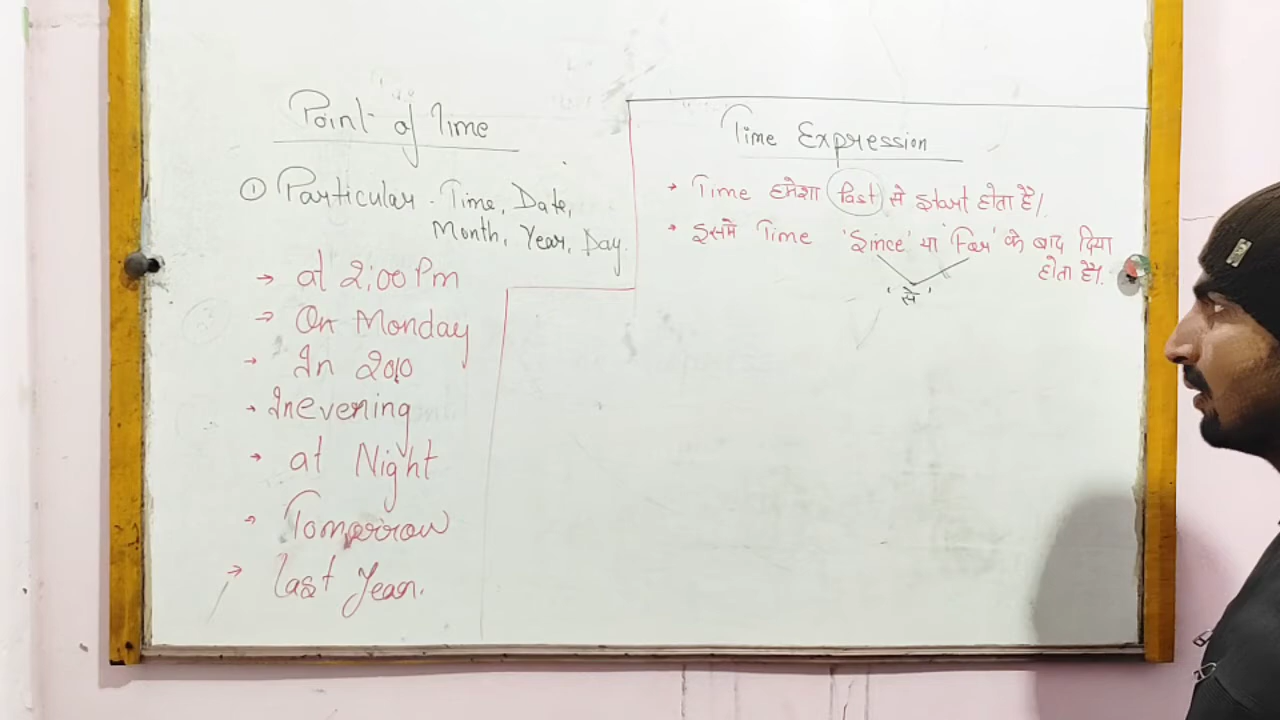 Point of Time
① Particular - Time, Date,
Month, Year, Day.
→ at 2:00 Pm
→ On Monday
→ In 2010
→ In evening
→ at Night
→ Tomorrow
→ last Year.
Time Expression
→ Time हमेशा Past से start होता है।
→ इसमे Time 'Since' या 'For' के बाद दिया
होता है।
'से'